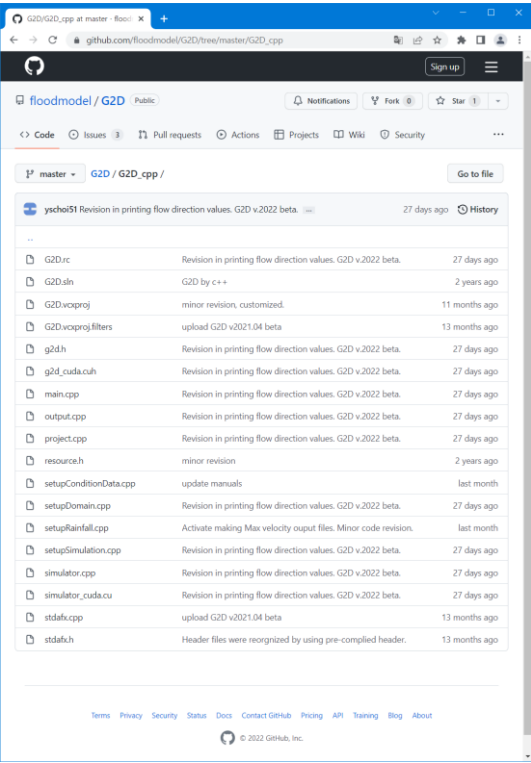 G2D/G2D_cpp at master · flood
github.com/floodmodel/G2D/tree/master/G2D_cpp
Sign up
floodmodel / G2D Public
Notifications
Fork 0
Star 1
Code
Issues 3
Pull requests
Actions
Projects
Wiki
Security
master
G2D / G2D_cpp /
Go to file
yschoi51 Revision in printing flow direction values. G2D v.2022 beta. ... 27 days ago History
..
G2D.rc Revision in printing flow direction values. G2D v.2022 beta. 27 days ago
G2D.sln G2D by c++ 2 years ago
G2D.vcxproj minor revision, customized. 11 months ago
G2D.vcxproj.filters upload G2D v2021.04 beta 13 months ago
g2d.h Revision in printing flow direction values. G2D v.2022 beta. 27 days ago
g2d_cuda.cuh Revision in printing flow direction values. G2D v.2022 beta. 27 days ago
main.cpp Revision in printing flow direction values. G2D v.2022 beta. 27 days ago
output.cpp Revision in printing flow direction values. G2D v.2022 beta. 27 days ago
project.cpp Revision in printing flow direction values. G2D v.2022 beta. 27 days ago
resource.h minor revision 2 years ago
setupConditionData.cpp update manuals last month
setupDomain.cpp Revision in printing flow direction values. G2D v.2022 beta. 27 days ago
setupRainfall.cpp Activate making Max velocity ouput files. Minor code revision. last month
setupSimulation.cpp Revision in printing flow direction values. G2D v.2022 beta. 27 days ago
simulator.cpp Revision in printing flow direction values. G2D v.2022 beta. 27 days ago
simulator_cuda.cu Revision in printing flow direction values. G2D v.2022 beta. 27 days ago
stdafx.cpp upload G2D v2021.04 beta 13 months ago
stdafx.h Header files were reorgnized by using pre-complied header. 13 months ago
Terms Privacy Security Status Docs Contact GitHub Pricing API Training Blog About
© 2022 GitHub, Inc.